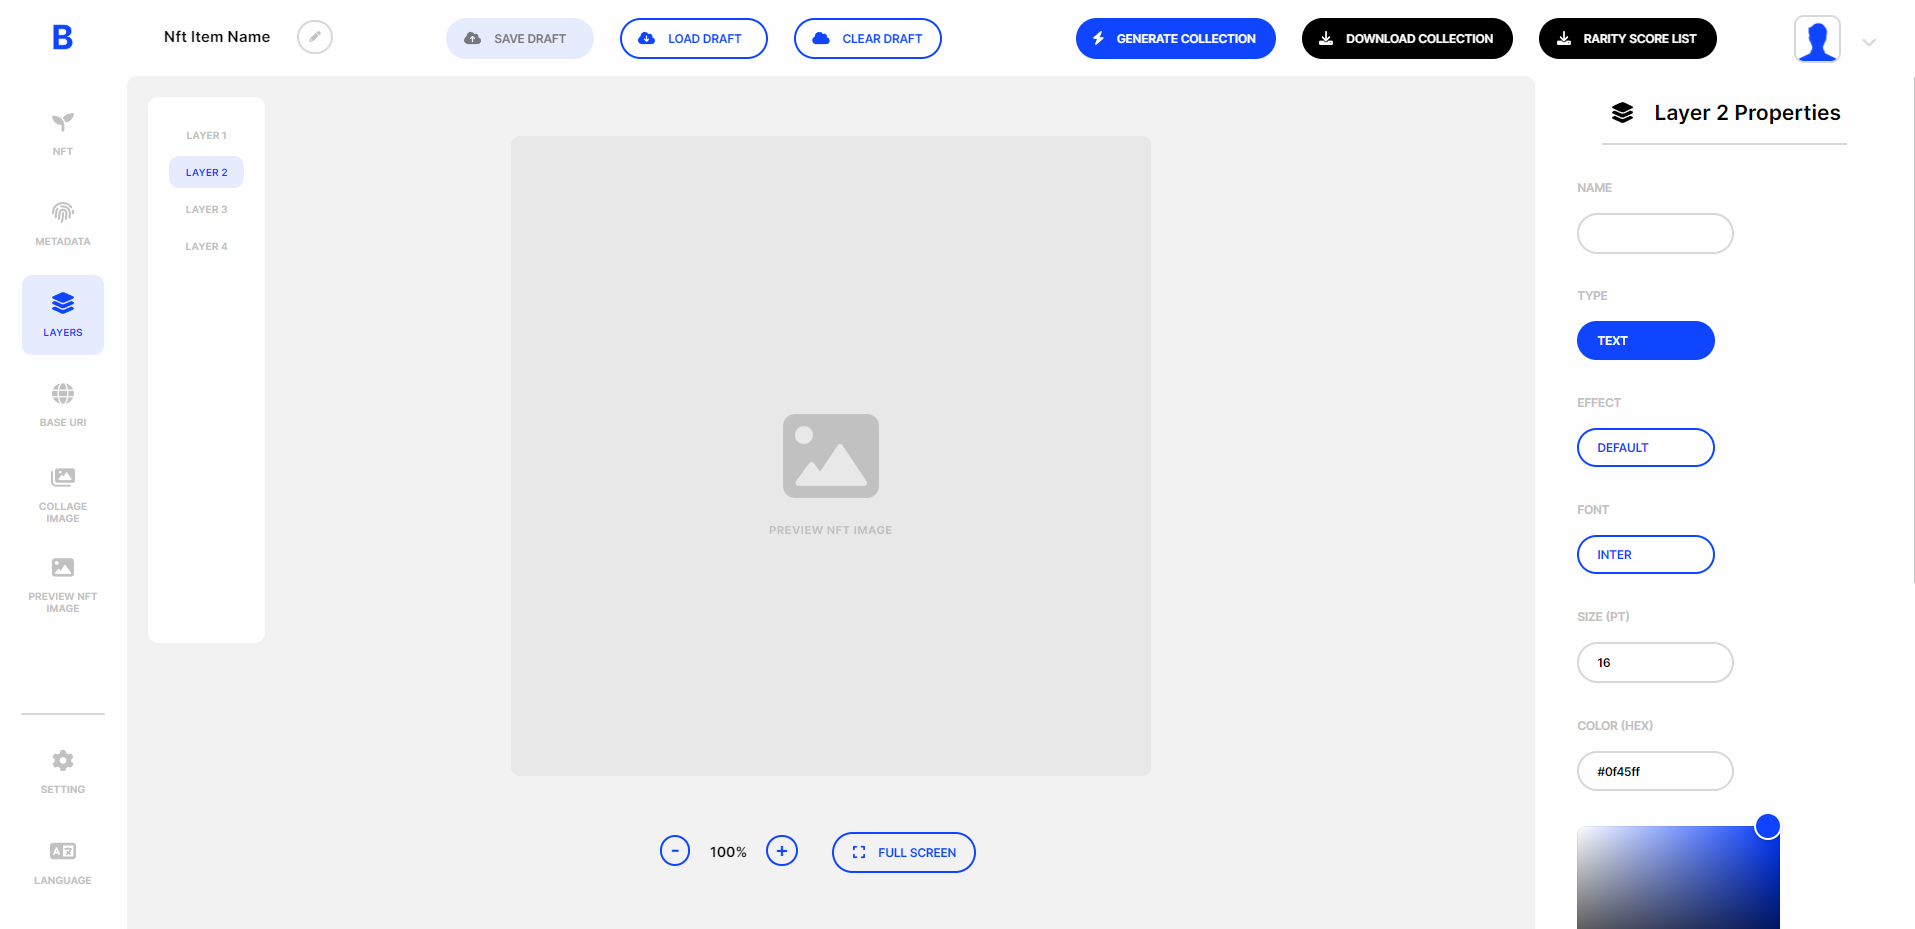 B
Nft Item Name
SAVE DRAFT
LOAD DRAFT
CLEAR DRAFT
GENERATE COLLECTION
DOWNLOAD COLLECTION
RARITY SCORE LIST
NFT
METADATA
LAYERS
BASE URI
COLLAGE
IMAGE
PREVIEW NFT
IMAGE
SETTING
LANGUAGE
LAYER 1
LAYER 2
LAYER 3
LAYER 4
PREVIEW NFT IMAGE
-
100%
+
FULL SCREEN
Layer 2 Properties
NAME
TYPE
TEXT
EFFECT
DEFAULT
FONT
INTER
SIZE (PT)
16
COLOR (HEX)
#0f45ff